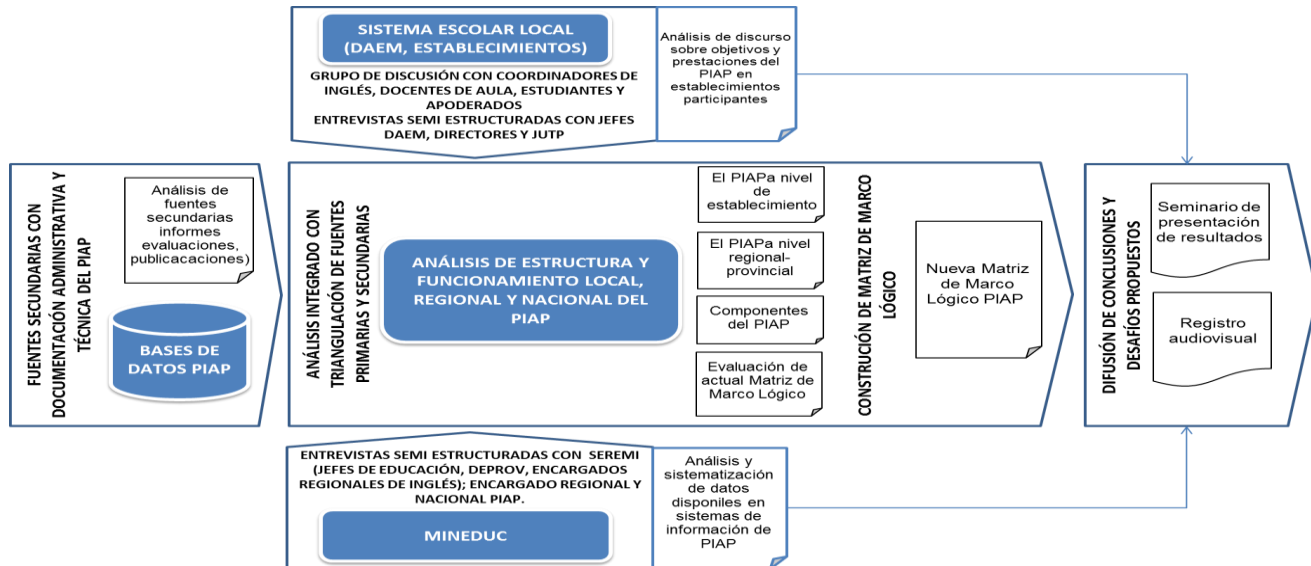 SISTEMA ESCOLAR LOCAL
(DAEM, ESTABLECIMIENTOS)
GRUPO DE DISCUSIÓN CON COORDINADORES DE
INGLÉS, DOCENTES DE AULA, ESTUDIANTES Y
APODERADOS
ENTREVISTAS SEMI ESTRUCTURADAS CON JEFES
DAEM, DIRECTORES Y JUTP
Análisis de discurso
sobre objetivos y
prestaciones del
PIAP en
establecimientos
participantes
FUENTES SECUNDARIAS CON
DOCUMENTACIÓN ADMINISTRATIVA Y
TÉCNICA DEL PIAP
Análisis de
fuentes
secundarias
informes
evaluaciones,
publicacaciones)
BASES DE
DATOS PIAP
ANÁLISIS INTEGRADO CON
TRIANGULACIÓN DE FUENTES
PRIMARIAS Y SECUNDARIAS
ANÁLISIS DE ESTRUCTURA Y
FUNCIONAMIENTO LOCAL,
REGIONAL Y NACIONAL DEL
PIAP
El PIAPa nivel
de
establecimiento
El PIAPa nivel
regional-
provincial
Componentes
del PIAP
Evaluación de
actual Matriz de
Marco Lógico
CONSTRUCIÓN DE MATRIZ DE MARCO
LÓGICO
Nueva Matriz
de Marco
Lógico PIAP
DIFUSIÓN DE CONCLUSIONES Y
DESAFÍOS PROPUESTOS
Seminario de
presentación
de resultados
Registro
audiovisual
ENTREVISTAS SEMI ESTRUCTURADAS CON SEREMI
(JEFES DE EDUCACIÓN, DEPROV, ENCARGADOS
REGIONALES DE INGLÉS); ENCARGADO REGIONAL Y
NACIONAL PIAP.
MINEDUC
Análisis y
sistematización
de datos
disponiles en
sistemas de
información de
PIAP